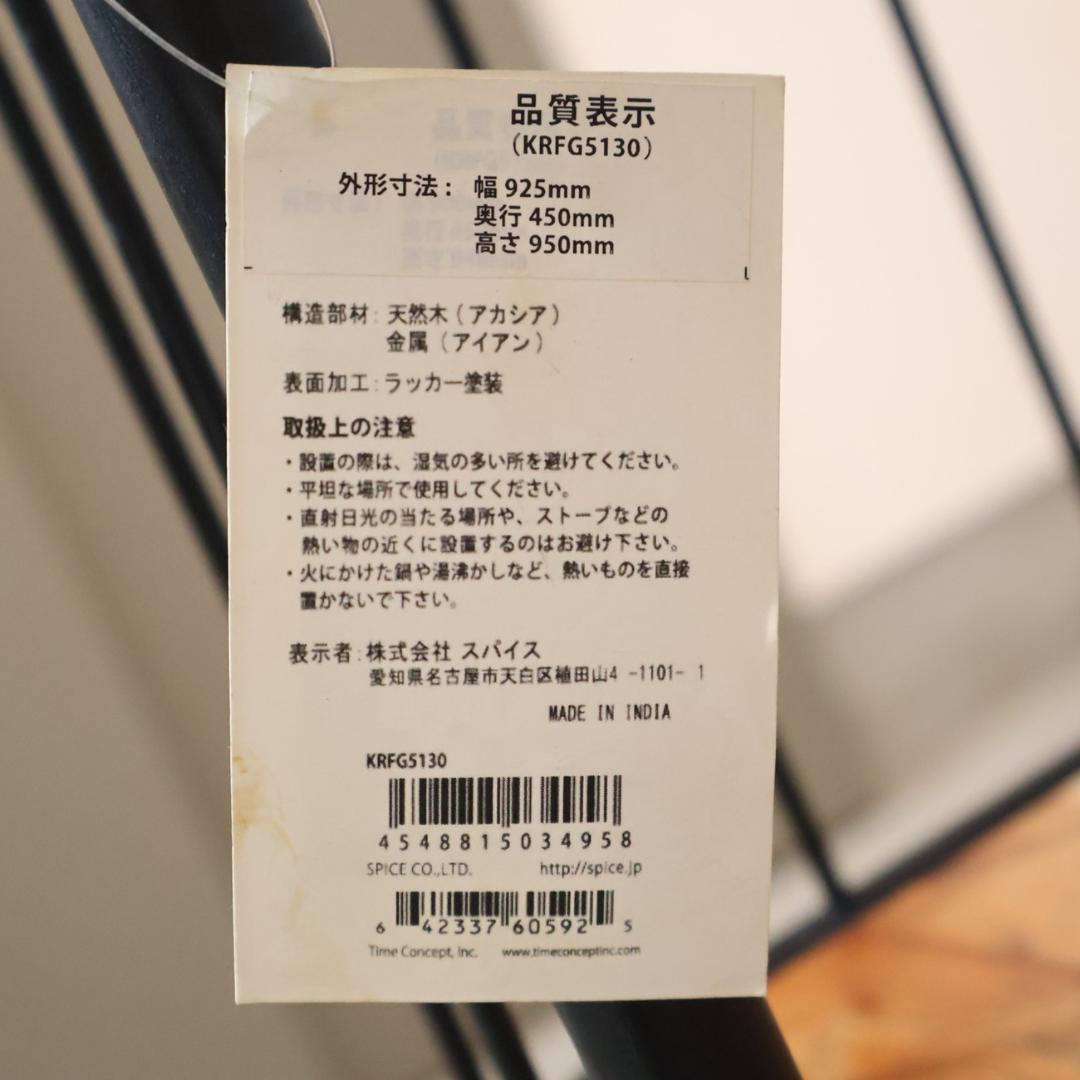 品質表示
（KRFG5130）
外形寸法： 幅 925mm
奥行 450mm
高さ 950mm
構造部材：天然木（アカシア）
金属（アイアン）
表面加工：ラッカー塗装
取扱上の注意
・設置の際は、湿気の多い所を避けてください。
・平坦な場所で使用してください。
・直射日光の当たる場所や、ストーブなどの
熱い物の近くに設置するのはお避け下さい。
・火にかけた鍋や湯沸かしなど、熱いものを直接
置かないで下さい。
表示者：株式会社 スパイス
愛知県名古屋市天白区植田山4 -1101- 1
MADE IN INDIA
KRFG5130
4548815034958
SPICE CO.,LTD. http://spice.jp
6 42337 60592 5
Time Concept, Inc. www.timeconceptinc.com